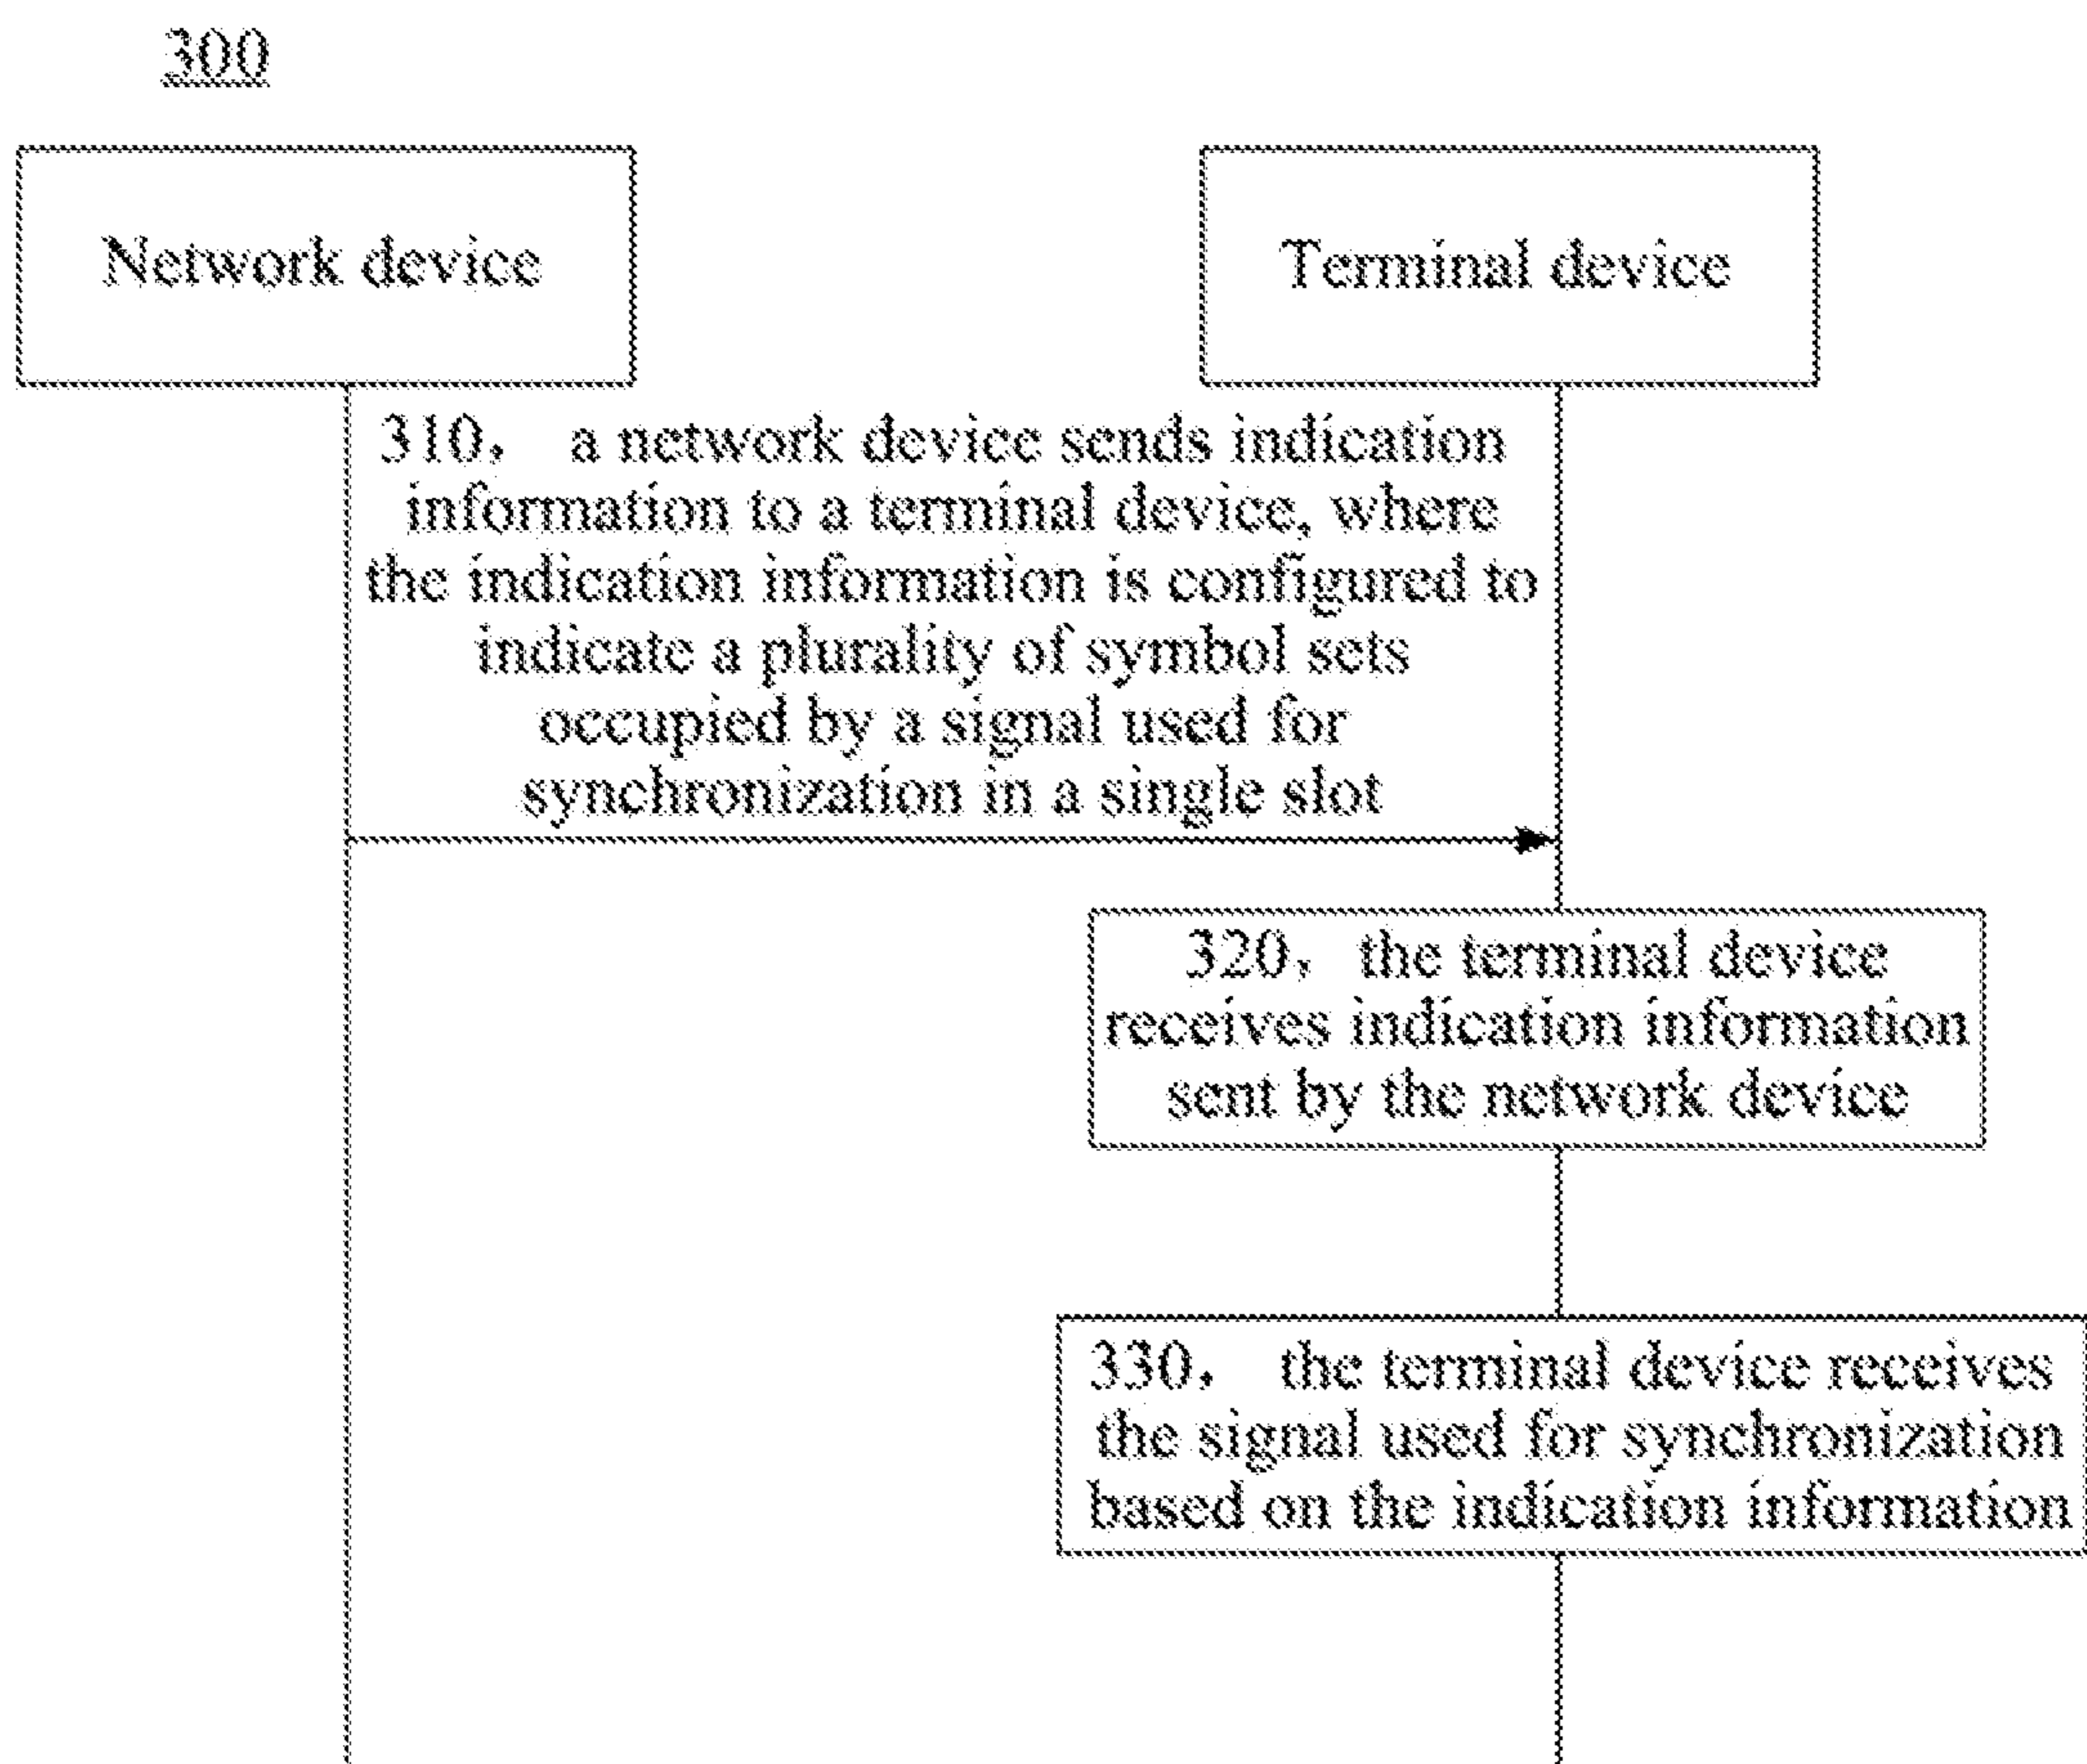 300
Network device
Terminal device
310, a network device sends indication
information to a terminal device, where
the indication information is configured to
indicate a plurality of symbol sets
occupied by a signal used for
synchronization in a single slot
320, the terminal device
receives indication information
sent by the network device
330, the terminal device receives
the signal used for synchronization
based on the indication information